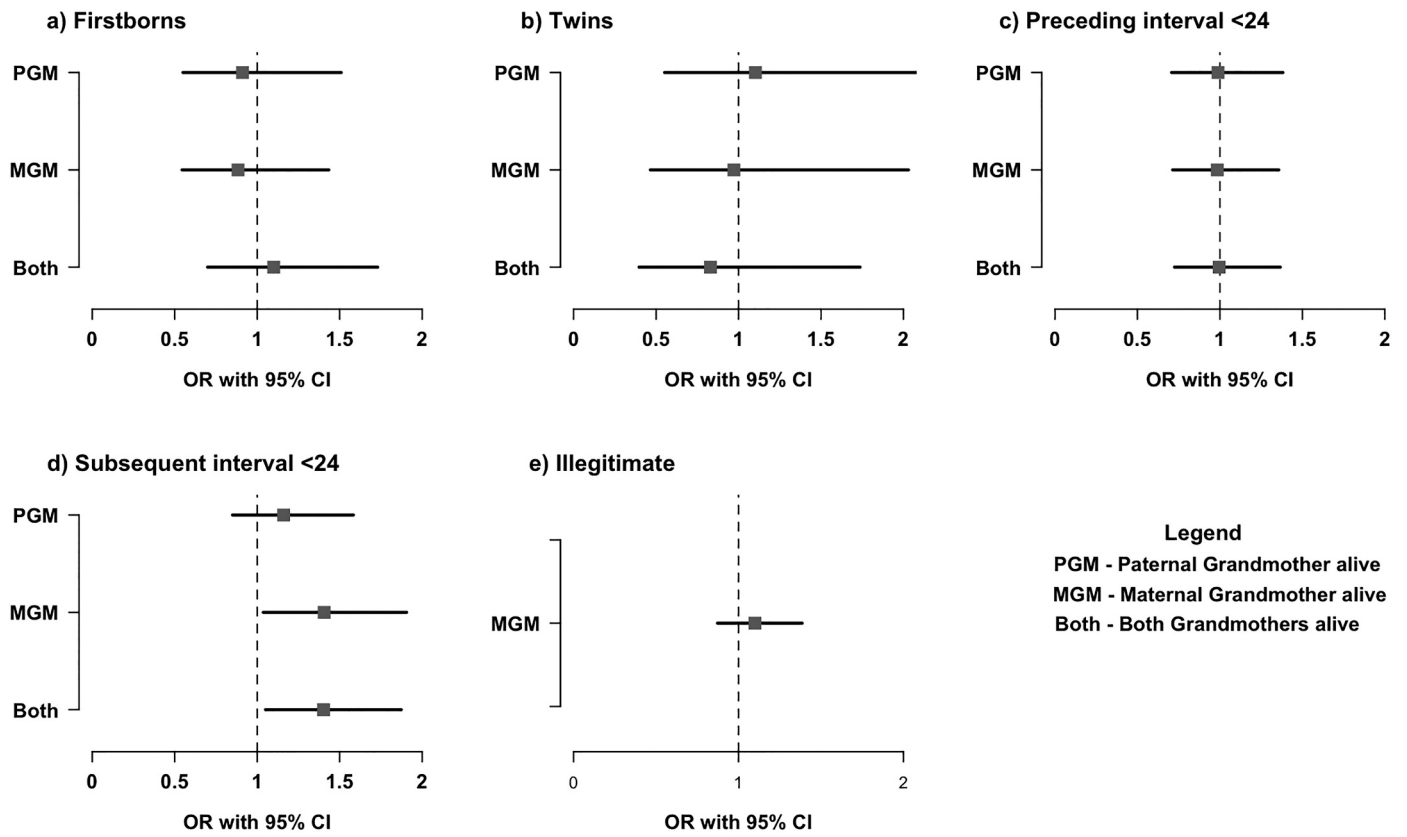 a) Firstborns
PGM
MGM
Both
0 0.5 1 1.5 2
OR with 95% CI
b) Twins
PGM
MGM
Both
0 0.5 1 1.5 2
OR with 95% CI
c) Preceding interval <24
PGM
MGM
Both
0 0.5 1 1.5 2
OR with 95% CI
d) Subsequent interval <24
PGM
MGM
Both
0 0.5 1 1.5 2
OR with 95% CI
e) Illegitimate
MGM
0 1 2
OR with 95% CI
Legend
PGM - Paternal Grandmother alive
MGM - Maternal Grandmother alive
Both - Both Grandmothers alive